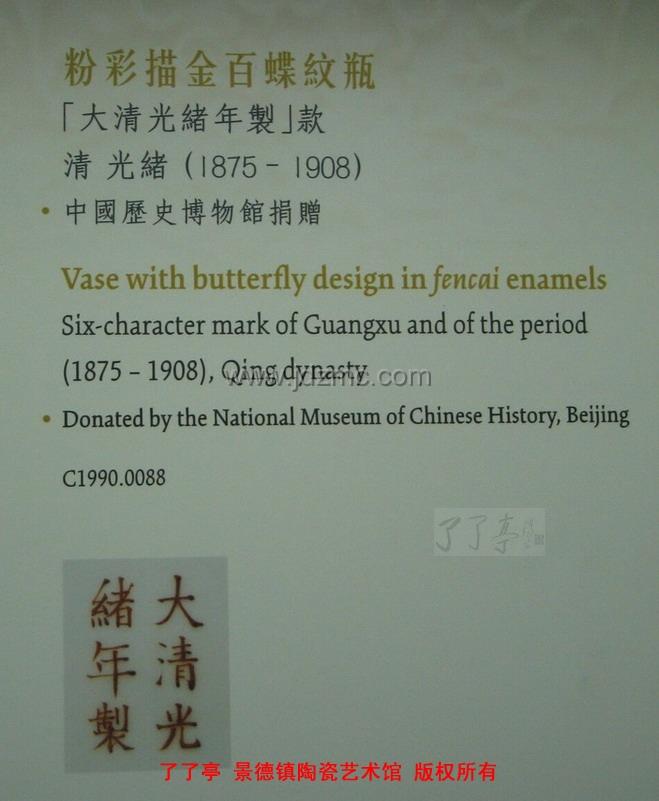 粉彩描金百蝶紋瓶
「大清光緒年製」款
清 光緒 (1875 - 1908)
• 中國歷史博物館捐贈
Vase with butterfly design in fencai enamels
Six-character mark of Guangxu and of the period
(1875 – 1908), Qing dynasty
www.jdzmc.com
• Donated by the National Museum of Chinese History, Beijing
C1990.0088
了了亭
大清光
緒年製
了了亭 景德镇陶瓷艺术馆 版权所有